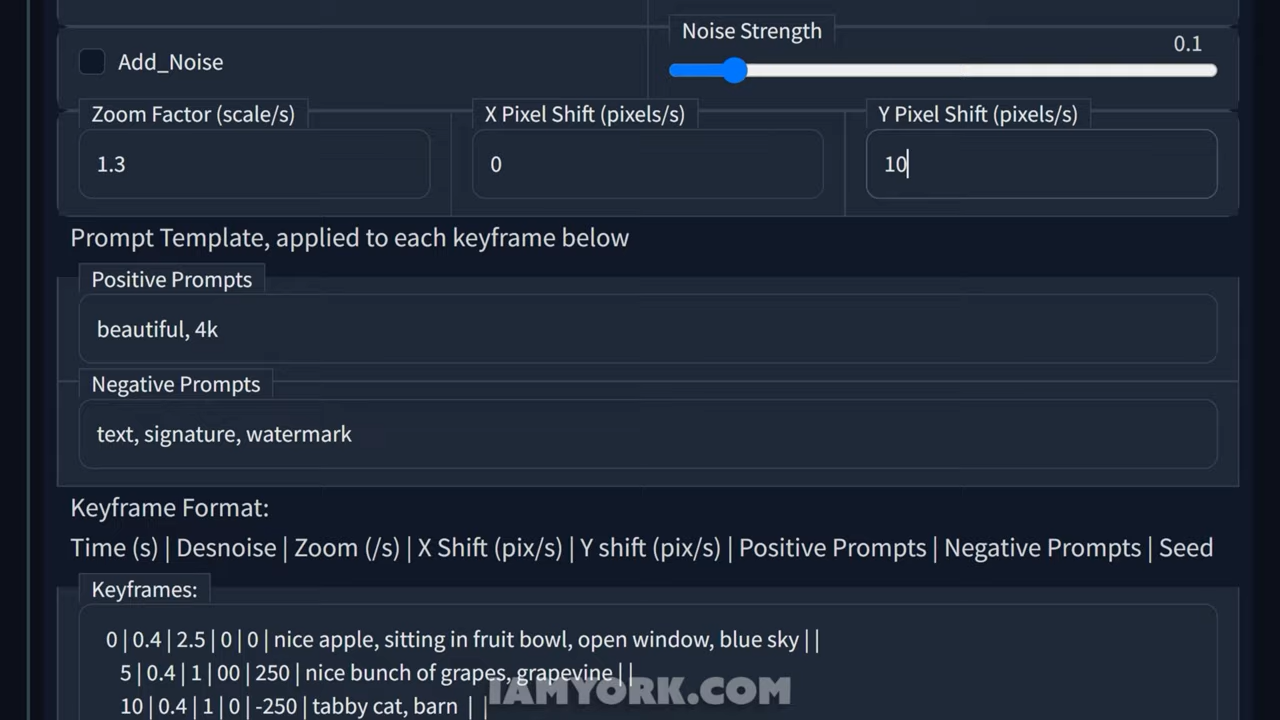 Noise Strength
0.1
Add_Noise
Zoom Factor (scale/s)
X Pixel Shift (pixels/s)
Y Pixel Shift (pixels/s)
1.3
0
10
Prompt Template, applied to each keyframe below
Positive Prompts
beautiful, 4k
Negative Prompts
text, signature, watermark
Keyframe Format:
Time (s) | Desnoise | Zoom (/s) | X Shift (pix/s) | Y shift (pix/s) | Positive Prompts | Negative Prompts | Seed
Keyframes:
0 | 0.4 | 2.5 | 0 | 0 | nice apple, sitting in fruit bowl, open window, blue sky | |
5 | 0.4 | 1 | 00 | 250 | nice bunch of grapes, grapevine | |
10 | 0.4 | 1 | 0 | -250 | tabby cat, barn | |
IAMYORK.COM